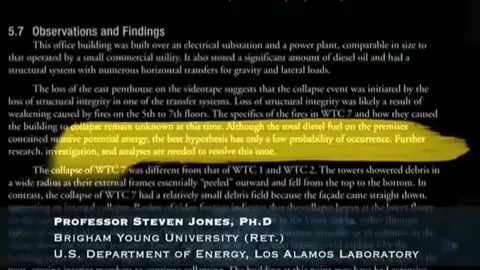 5.7 Observations and Findings
This office building was built over an electrical substation and a power plant, comparable in size to
that operated by a small commercial utility. It also stored a significant amount of diesel oil and had a
structural system with numerous horizontal transfers for gravity and lateral loads.
The loss of the east penthouse on the videotape suggests that the collapse event was initiated by the
loss of structural integrity in one of the transfer systems. Loss of structural integrity was likely a result of
weakening caused by fires on the 5th to 7th floors. The specifics of the fires in WTC 7 and how they caused
the building to collapse remain unknown at this time. Although the total diesel fuel on the premises
contained massive potential energy, the best hypothesis has only a low probability of occurrence. Further
research, investigation, and analyses are needed to resolve this issue.
The collapse of WTC 7 was different from that of WTC 1 and WTC 2. The towers showered debris in
a wide radius as their external frames essentially "peeled" outward and fell from the top to the bottom. In
contrast, the collapse of WTC 7 had a relatively small debris field because the façade came straight down,
PROFESSOR STEVEN JONES, PH.D
BRIGHAM YOUNG UNIVERSITY (RET.)
U.S. DEPARTMENT OF ENERGY, LOS ALAMOS LABORATORY